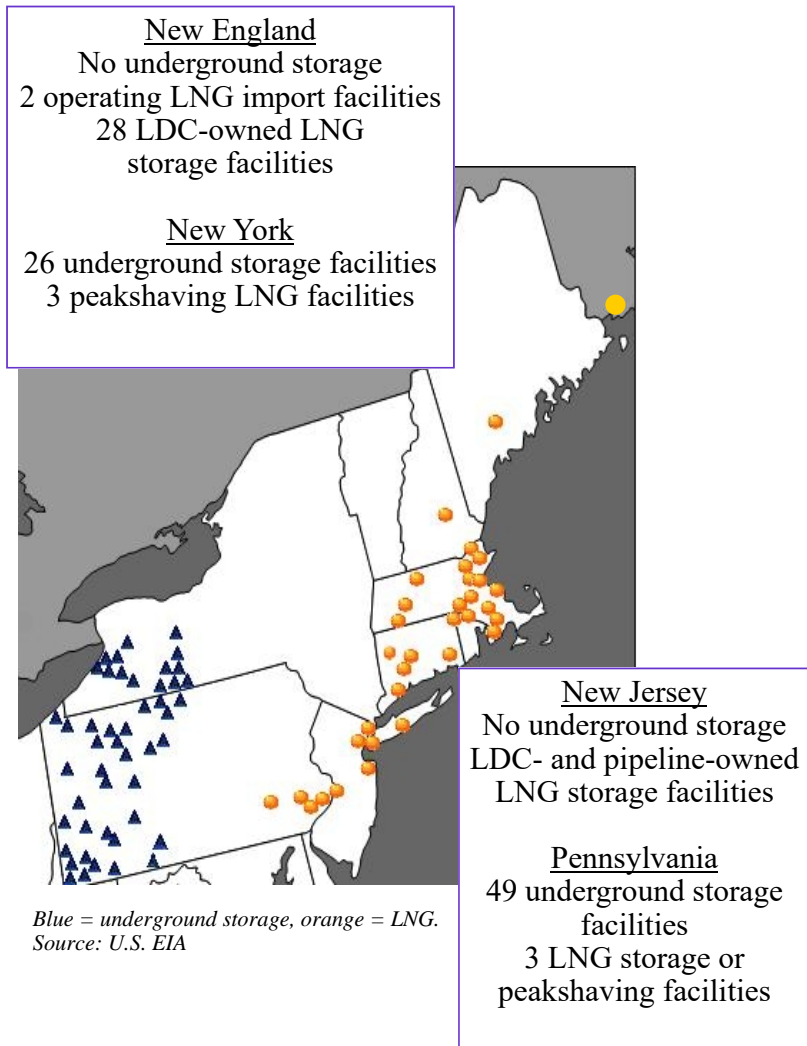 New England
No underground storage
2 operating LNG import facilities
28 LDC-owned LNG
storage facilities
New York
26 underground storage facilities
3 peakshaving LNG facilities
New Jersey
No underground storage
LDC- and pipeline-owned
LNG storage facilities
Pennsylvania
49 underground storage
facilities
3 LNG storage or
peakshaving facilities
Blue = underground storage, orange = LNG.
Source: U.S. EIA